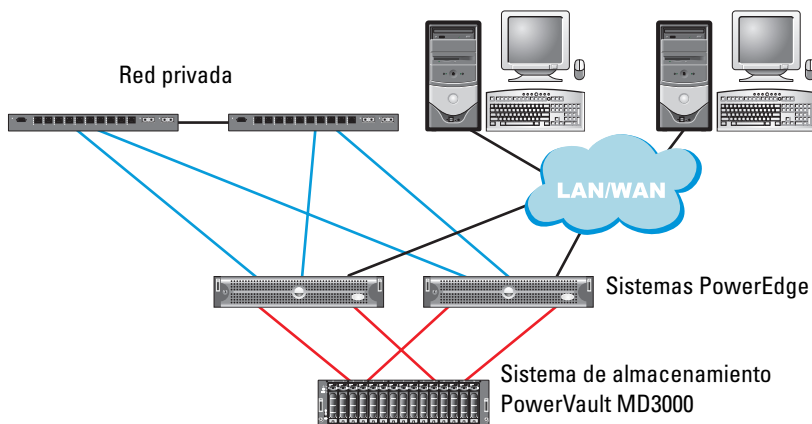 Red privada
LAN/WAN
Sistemas PowerEdge
Sistema de almacenamiento
PowerVault MD3000